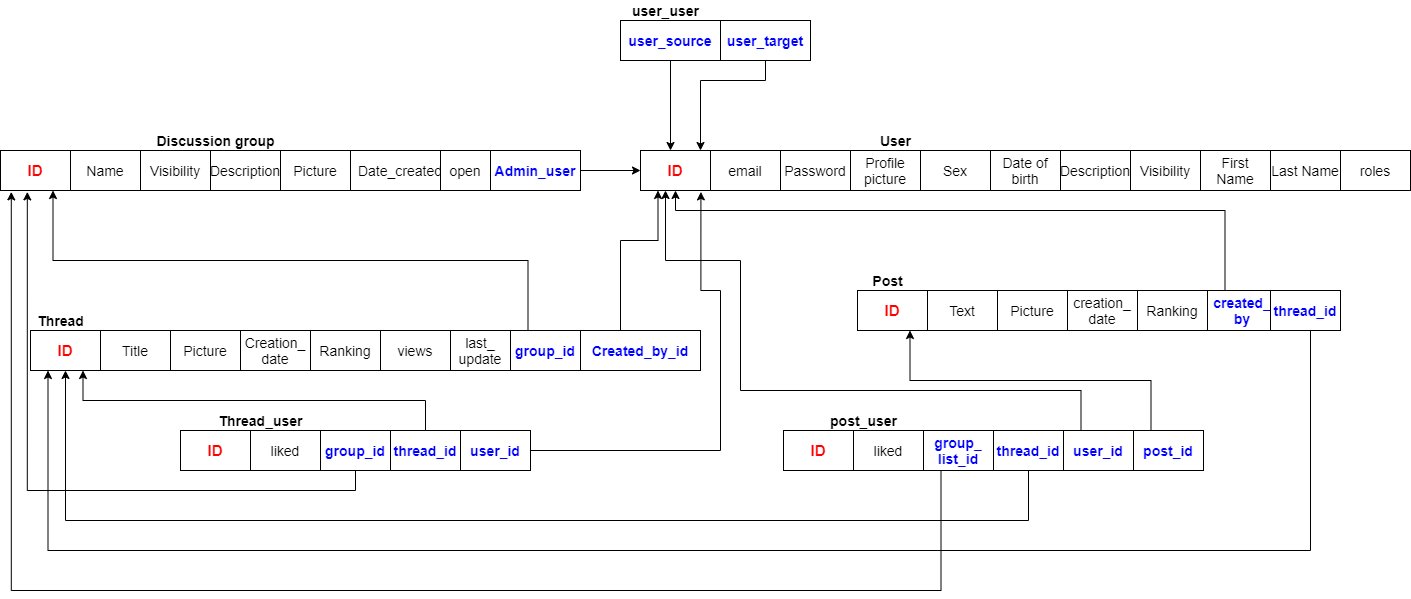 user_user
user_source user_target
Discussion group
ID Name Visibility Description Picture Date_created open Admin_user
User
ID email Password Profile picture Sex Date of birth Description Visibility First Name Last Name roles
Post
ID Text Picture creation_ date Ranking created_ by thread_id
Thread
ID Title Picture Creation_ date Ranking views last_ update group_id Created_by_id
Thread_user
ID liked group_id thread_id user_id
post_user
ID liked group_ list_id thread_id user_id post_id